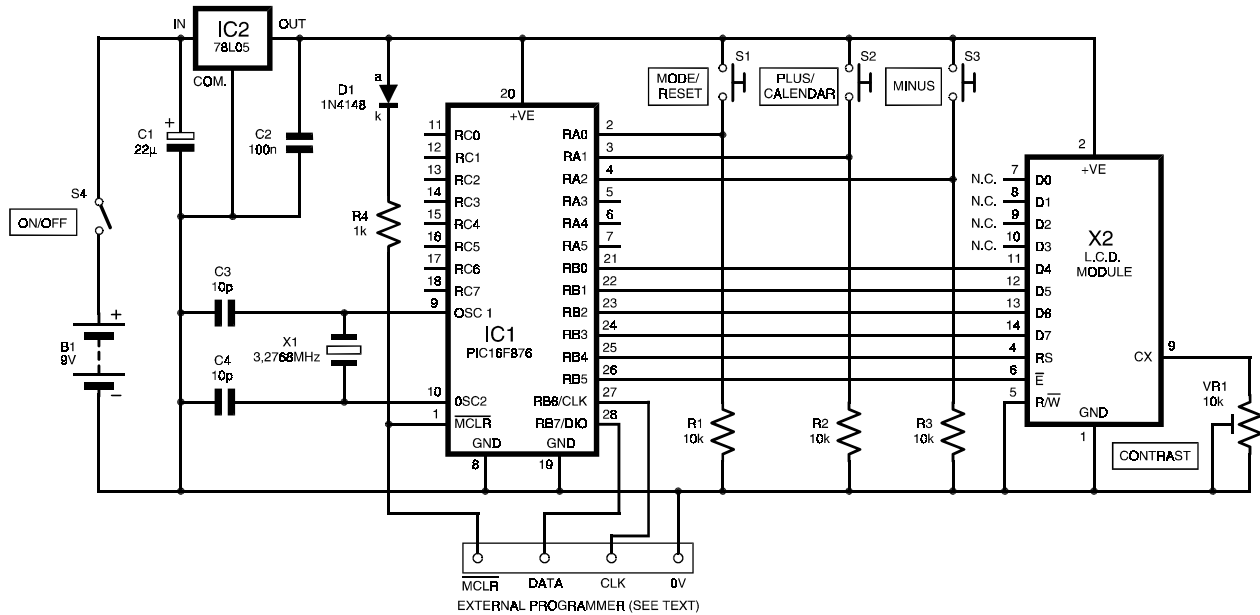 IN
IC2
78L05
OUT
COM.
D1
1N4148
a
k
C1
22µ
+
C2
100n
S4
ON/OFF
R4
1k
B1
9V
+
−
C3
10p
C4
10p
X1
3,2768MHz
20
+VE
11 RC0
12 RC1
13 RC2
14 RC3
15 RC4
16 RC5
17 RC6
18 RC7
9 OSC 1
10 OSC2
1 MCLR
IC1
PIC16F876
RA0 2
RA1 3
RA2 4
RA3 5
RA4 6
RA5 7
RB0 21
RB1 22
RB2 23
RB3 24
RB4 25
RB5 26
RB6/CLK 27
RB7/DIO 28
GND GND
8 19
MODE/
RESET
S1
PLUS/
CALENDAR
S2
MINUS
S3
R1
10k
R2
10k
R3
10k
2
+VE
N.C. 7 D0
N.C. 8 D1
N.C. 9 D2
N.C. 10 D3
11 D4
12 D5
13 D6
14 D7
4 RS
6 E
5 R/W
X2
L.C.D.
MODULE
CX 9
GND
1
VR1
10k
CONTRAST
MCLR DATA CLK 0V
EXTERNAL PROGRAMMER (SEE TEXT)